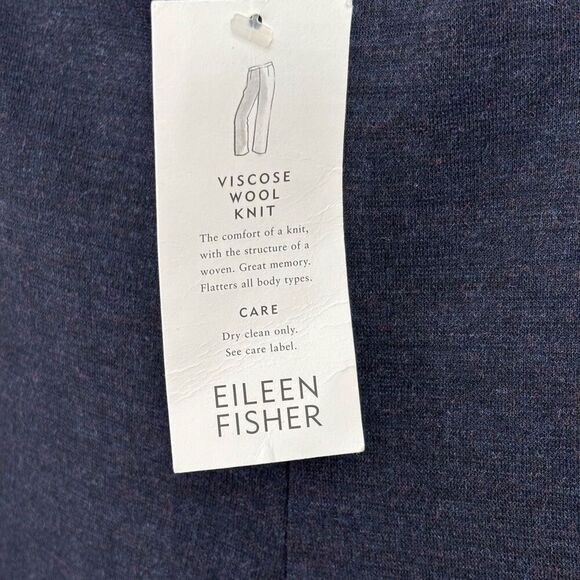 VISCOSE
WOOL
KNIT
The comfort of a knit,
with the structure of a
woven. Great memory.
Flatters all body types.
CARE
Dry clean only.
See care label.
EILEEN
FISHER